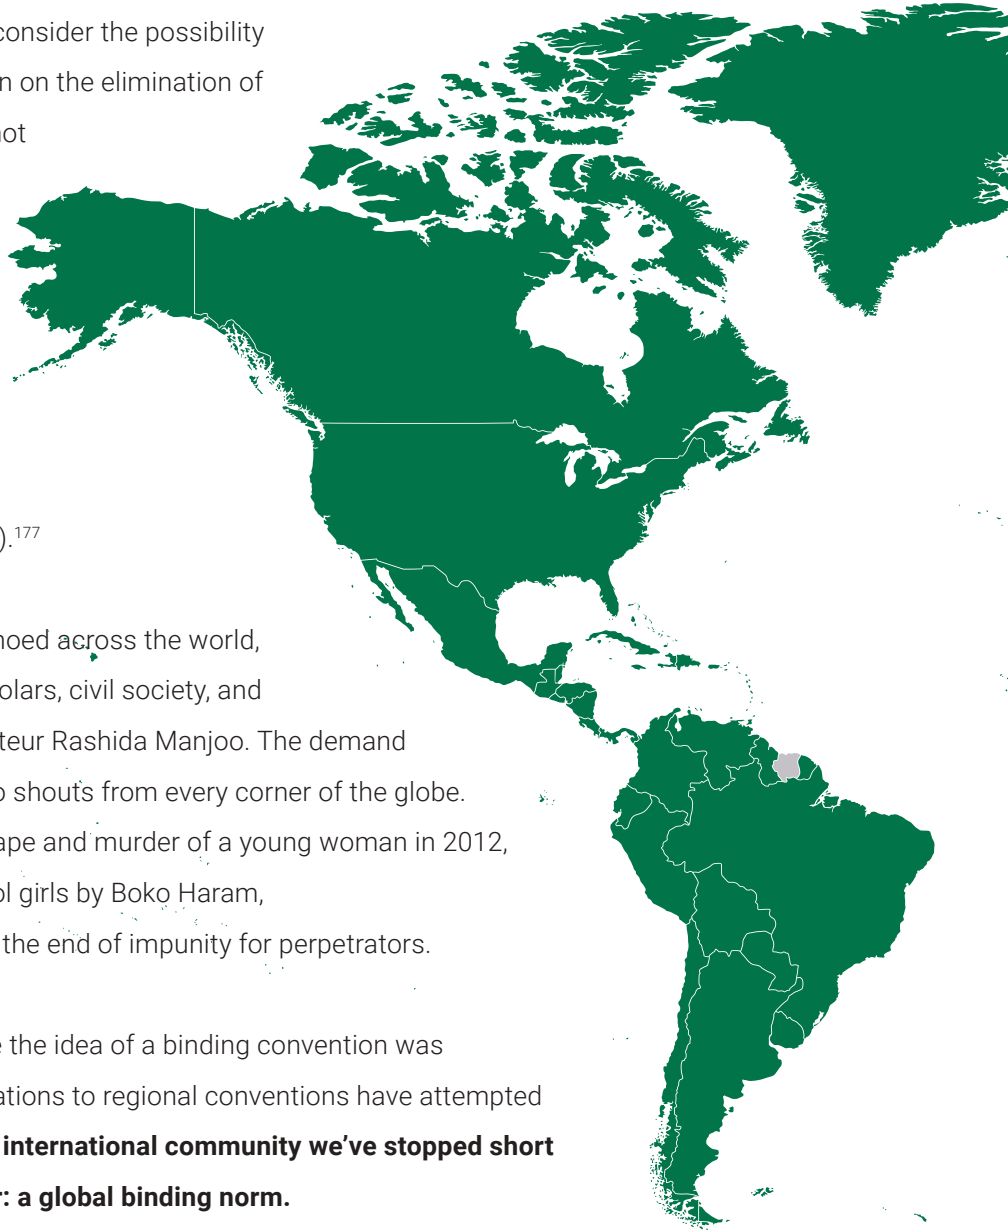 consider the possibility
n on the elimination of
not
).177
hoed across the world,
olars, civil society, and
teur Rashida Manjoo. The demand
o shouts from every corner of the globe.
ape and murder of a young woman in 2012,
ol girls by Boko Haram,
the end of impunity for perpetrators.
e the idea of a binding convention was
ations to regional conventions have attempted
international community we've stopped short
r: a global binding norm.